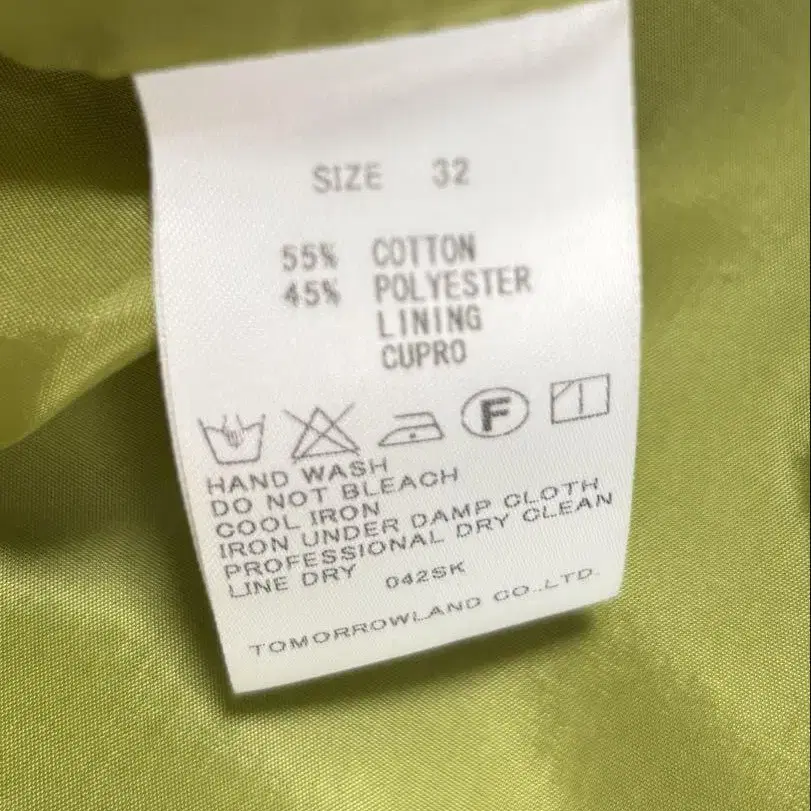 SIZE 32
55% COTTON
45% POLYESTER
LINING
CUPRO
F
HAND WASH
DO NOT BLEACH
COOL IRON
IRON UNDER DAMP CLOTH
PROFESSIONAL DRY CLEAN
LINE DRY 042SK
TOMORROWLAND CO.,LTD.